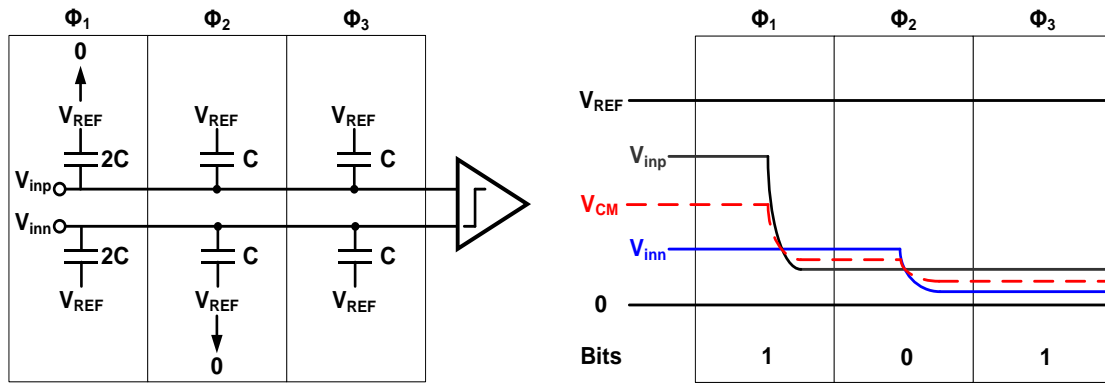 Φ1 Φ2 Φ3
0
VREF VREF VREF
2C C C
Vinp
Vinn
2C C C
VREF VREF VREF
0
Φ1 Φ2 Φ3
VREF
Vinp
VCM
Vinn
0
Bits 1 0 1